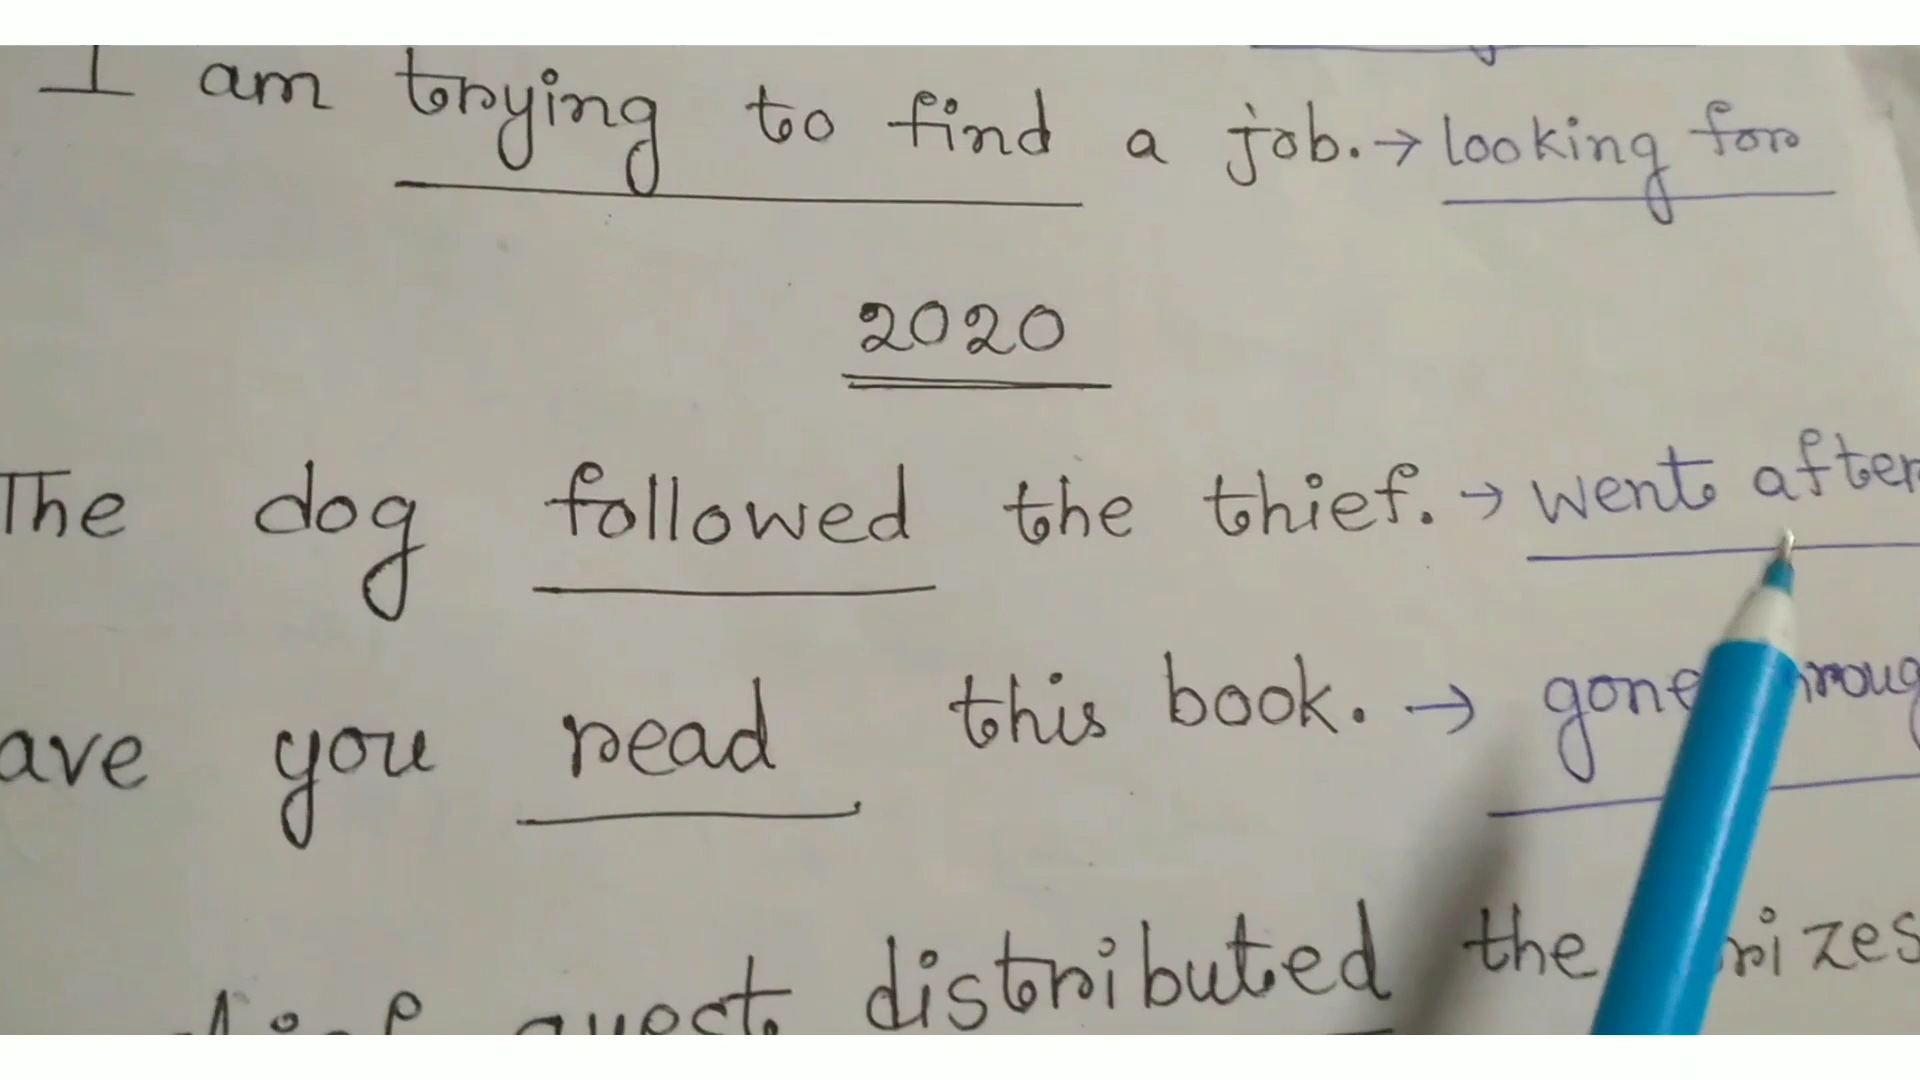 I am trying to find a job. → looking for
2020
The dog followed the thief. → went after
ave you read this book. → gone
guest distributed the